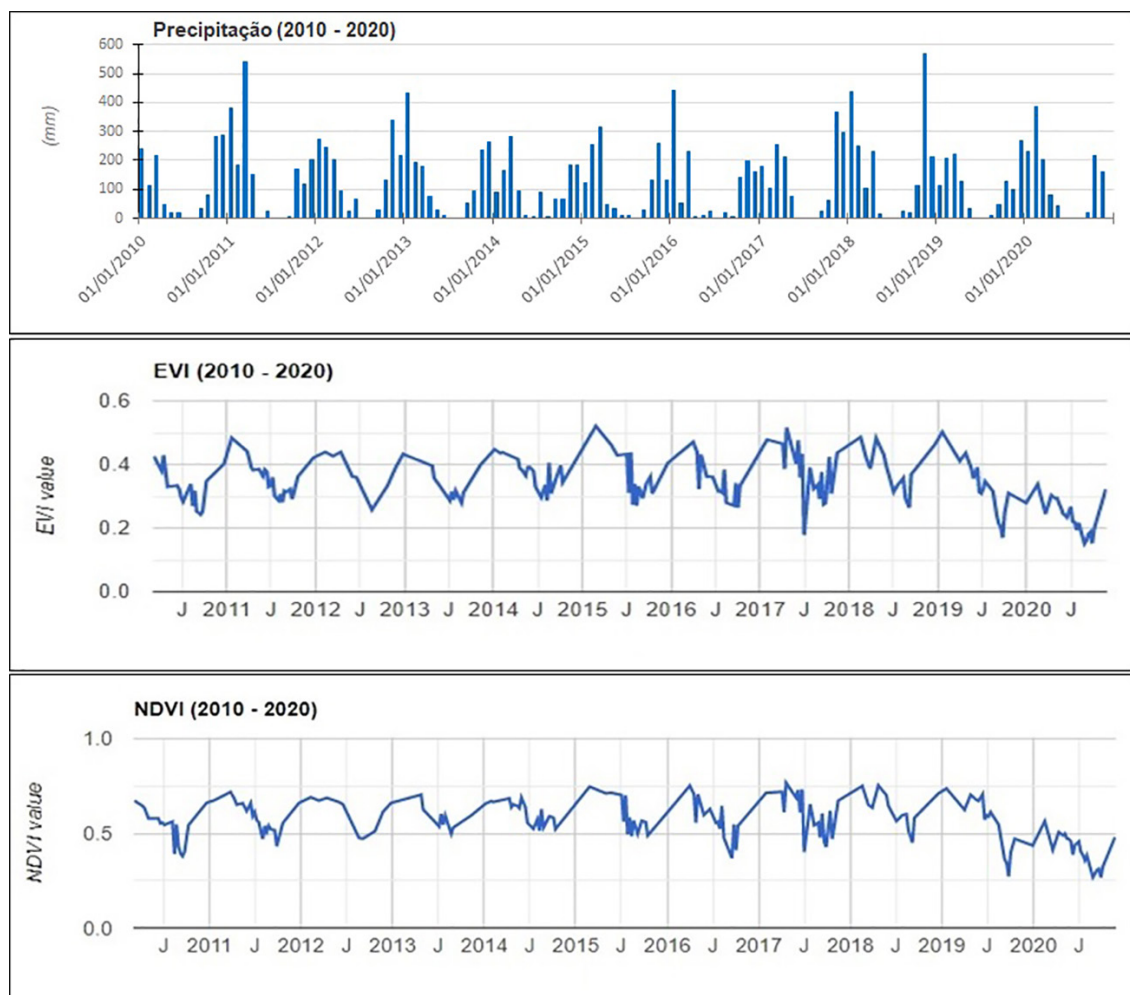 Precipitação (2010 - 2020)
600
500
400
300
200
100
0
(mm)
01/01/2010 01/01/2011 01/01/2012 01/01/2013 01/01/2014 01/01/2015 01/01/2016 01/01/2017 01/01/2018 01/01/2019 01/01/2020
EVI (2010 - 2020)
0.6
0.4
0.2
0.0
EVI value
J 2011 J 2012 J 2013 J 2014 J 2015 J 2016 J 2017 J 2018 J 2019 J 2020 J
NDVI (2010 - 2020)
1.0
0.5
0.0
NDVI value
J 2011 J 2012 J 2013 J 2014 J 2015 J 2016 J 2017 J 2018 J 2019 J 2020 J